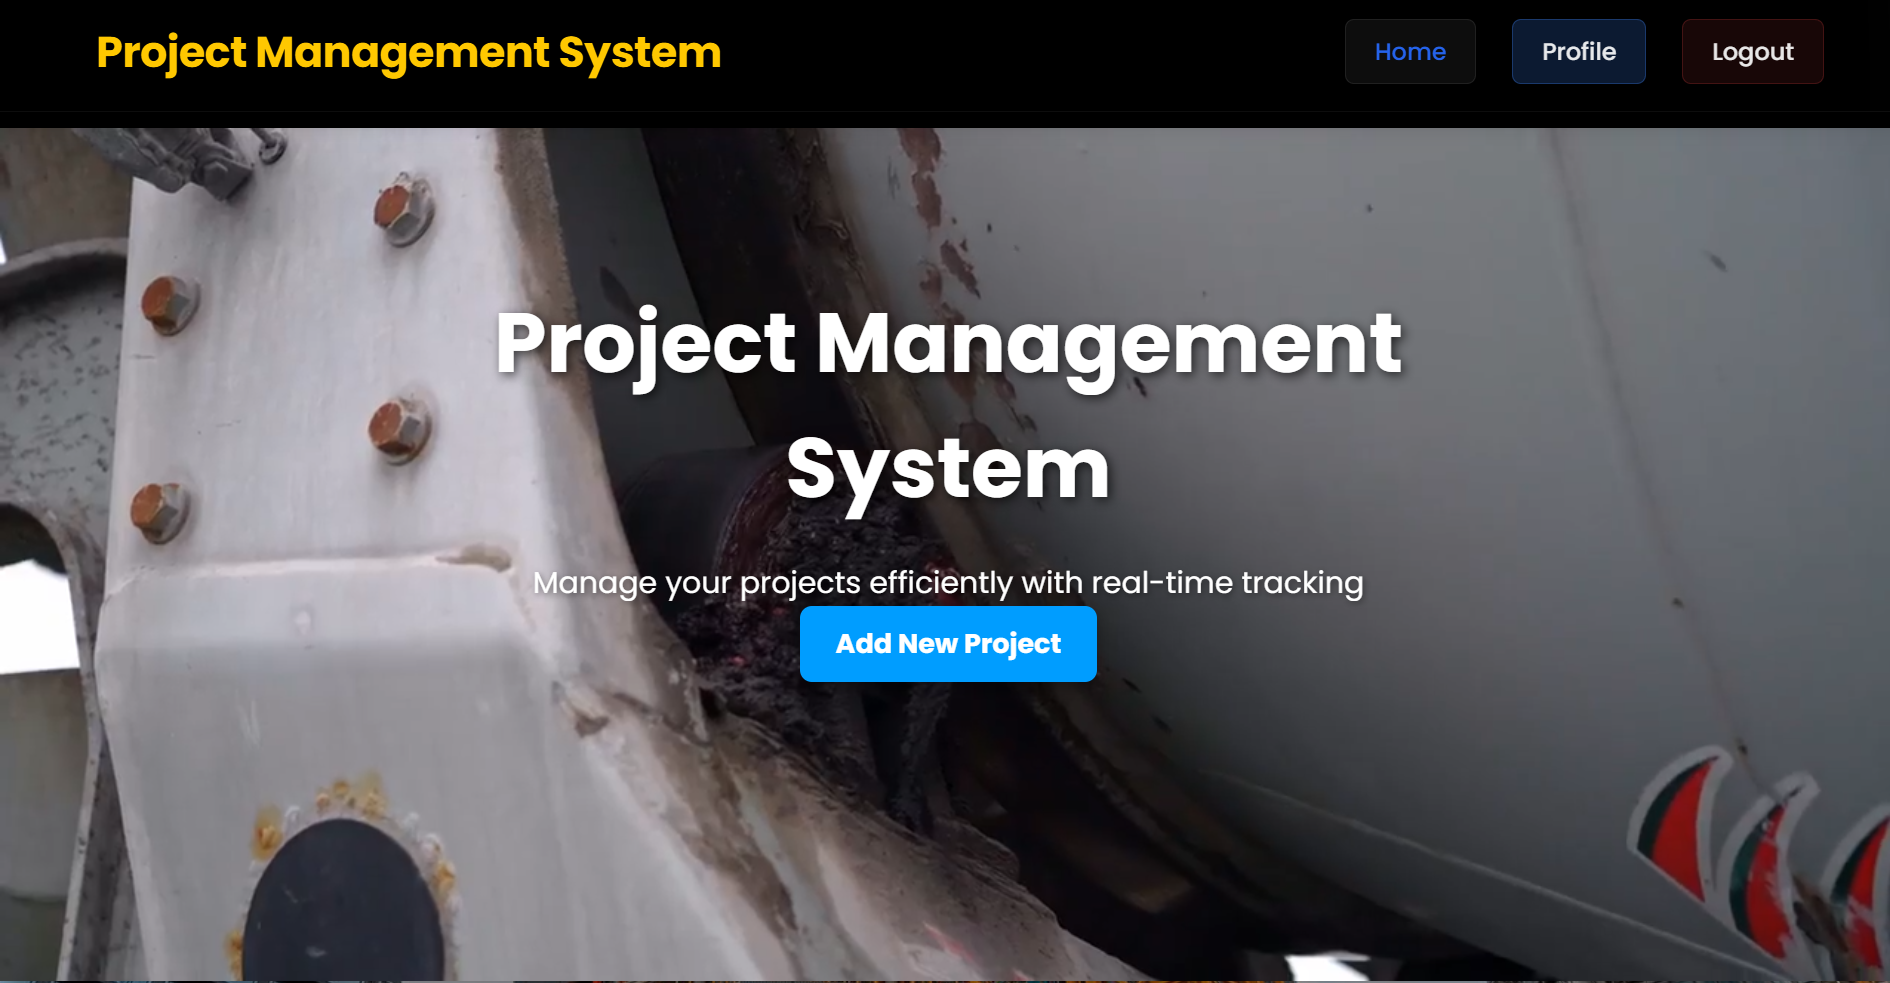 Project Management System
Home
Profile
Logout
Project Management
System
Manage your projects efficiently with real-time tracking
Add New Project